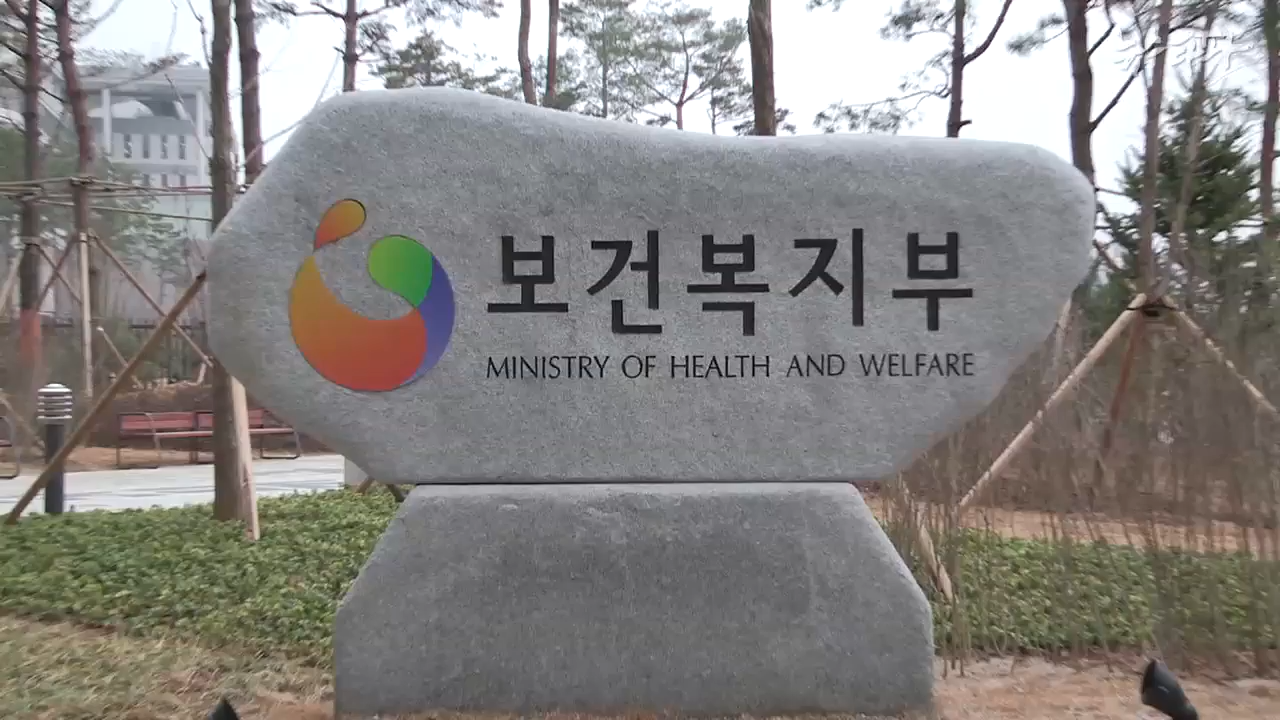 보건복지부
MINISTRY OF HEALTH AND WELFARE